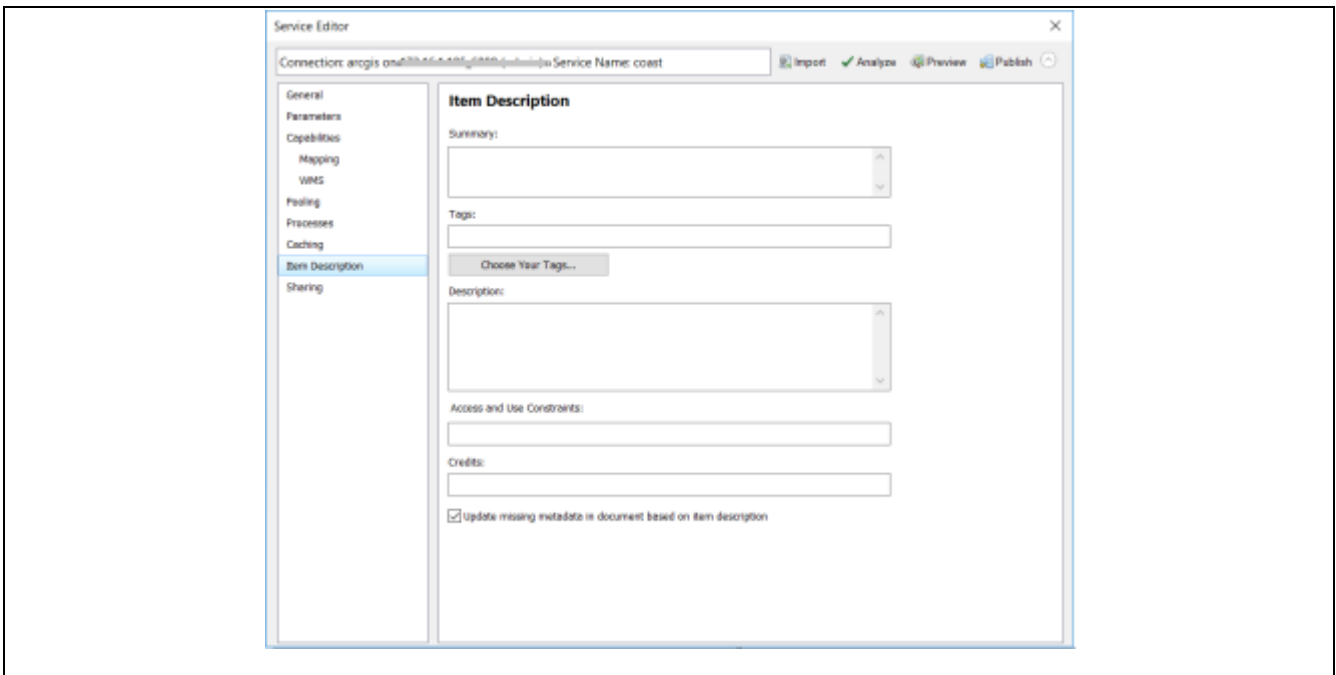 Service Editor
Connection: arcgis on Service Name: coast
Import Analyze Preview Publish
General
Parameters
Capabilities
Mapping
WMS
Pooling
Processes
Caching
Item Description
Sharing
Item Description
Summary:
Tags:
Choose Your Tags...
Description:
Access and Use Constraints:
Credits:
Update missing metadata in document based on item description